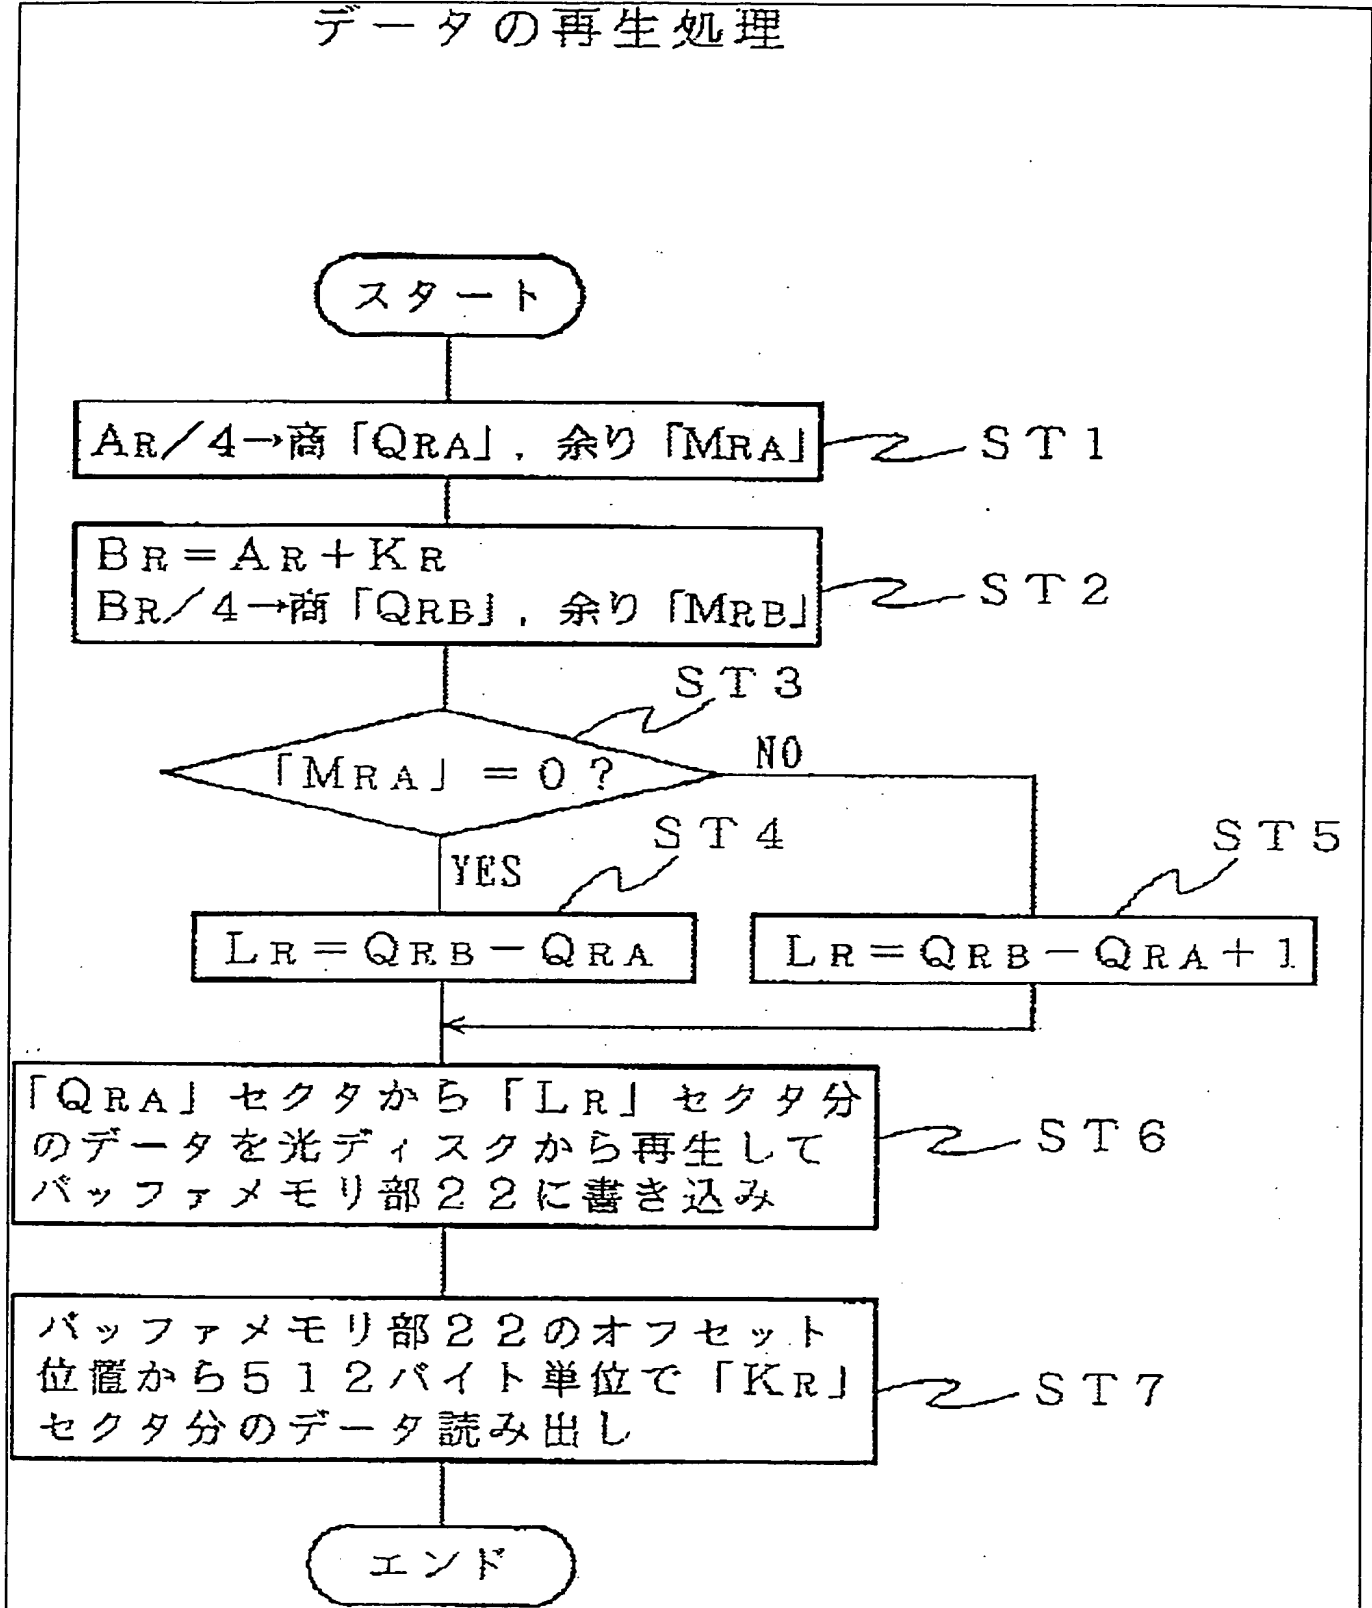 データの再生処理
スタート
AR／4→商「QRA」，余り「MRA」
ST1
BR＝AR＋KR
BR／4→商「QRB」，余り「MRB」
ST2
ST3
「MRA」＝0？
NO
YES
ST4
ST5
LR＝QRB－QRA
LR＝QRB－QRA＋1
「QRA」セクタから「LR」セクタ分
のデータを光ディスクから再生して
バッファメモリ部22に書き込み
ST6
バッファメモリ部22のオフセット
位置から512バイト単位で「KR」
セクタ分のデータ読み出し
ST7
エンド